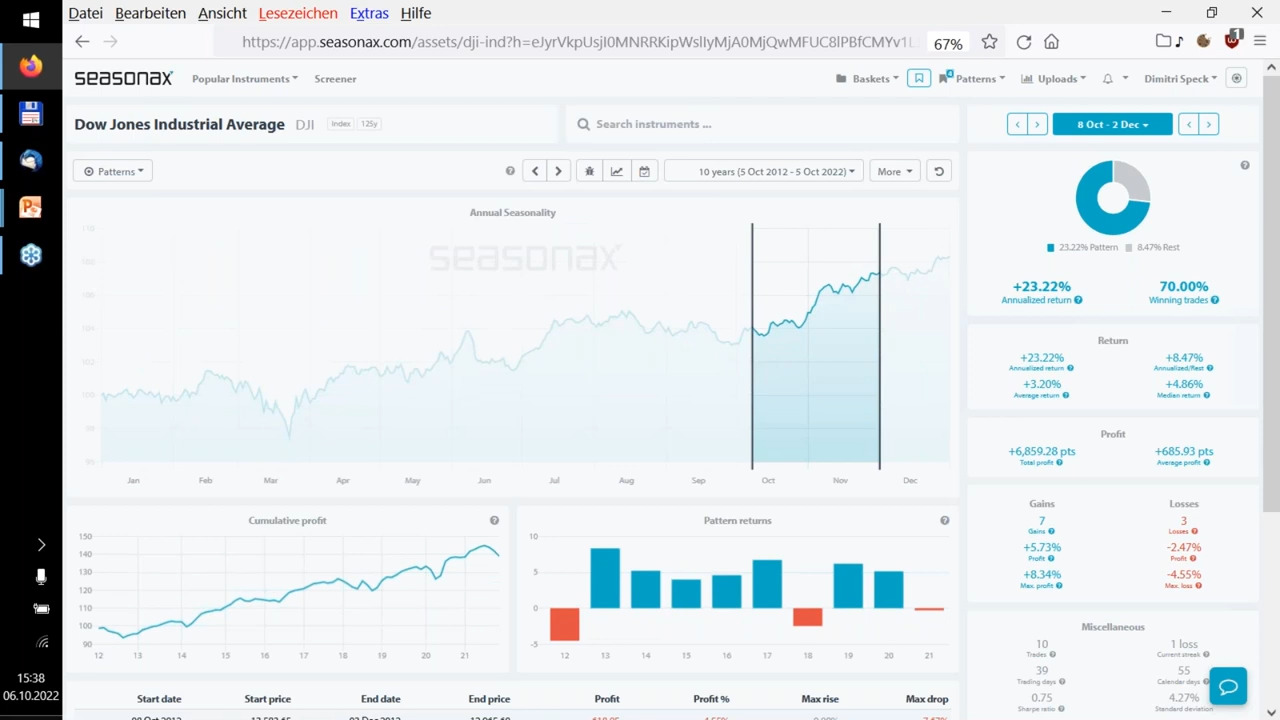 Datei Bearbeiten Ansicht Lesezeichen Extras Hilfe
https://app.seasonax.com/assets/dji-ind?h= 67%
seasonax Popular Instruments Screener Baskets Patterns Uploads Dimitri Speck
Dow Jones Industrial Average DJI Index 125y Search instruments ... 8 Oct - 2 Dec
Patterns 10 years (5 Oct 2012 - 5 Oct 2022) More
Annual Seasonality
seasonax
Jan Feb Mar Apr May Jun Jul Aug Sep Oct Nov Dec
23.22% Pattern 8.47% Rest
+23.22% 70.00%
Annualized return Winning trades
Return
+23.22% +8.47%
Annualized return Annualized/Rest
+3.20% +4.86%
Average return Median return
Profit
+6,859.28 pts +685.93 pts
Total profit Average profit
Gains Losses
7 3
Gains Losses
+5.73% -2.47%
Profit Profit
+8.34% -4.55%
Max. profit Max. loss
Miscellaneous
10 1 loss
Trades Current streak
39 55
Trading days Calendar days
0.75 4.27%
Sharpe ratio Standard deviation
Cumulative profit
150
140
130
120
110
100
90
12 13 14 15 16 17 18 19 20 21
Pattern returns
10
5
0
-5
12 13 14 15 16 17 18 19 20 21
Start date Start price End date End price Profit Profit % Max rise Max drop
15:38
06.10.2022